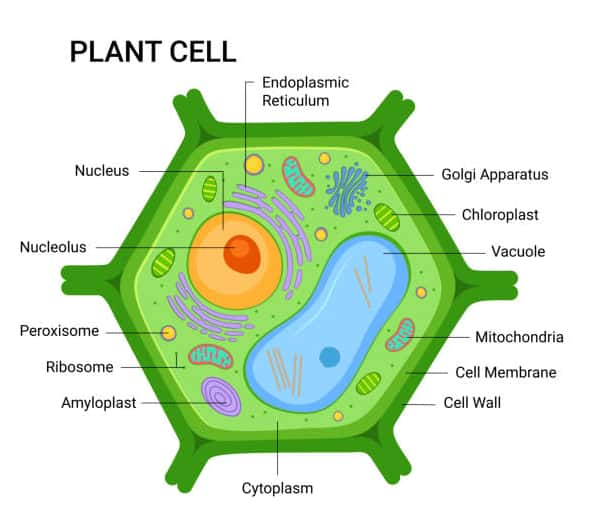 PLANT CELL
Endoplasmic
Reticulum
Nucleus
Golgi Apparatus
Chloroplast
Nucleolus
Vacuole
Peroxisome
Mitochondria
Ribosome
Cell Membrane
Amyloplast
Cell Wall
Cytoplasm